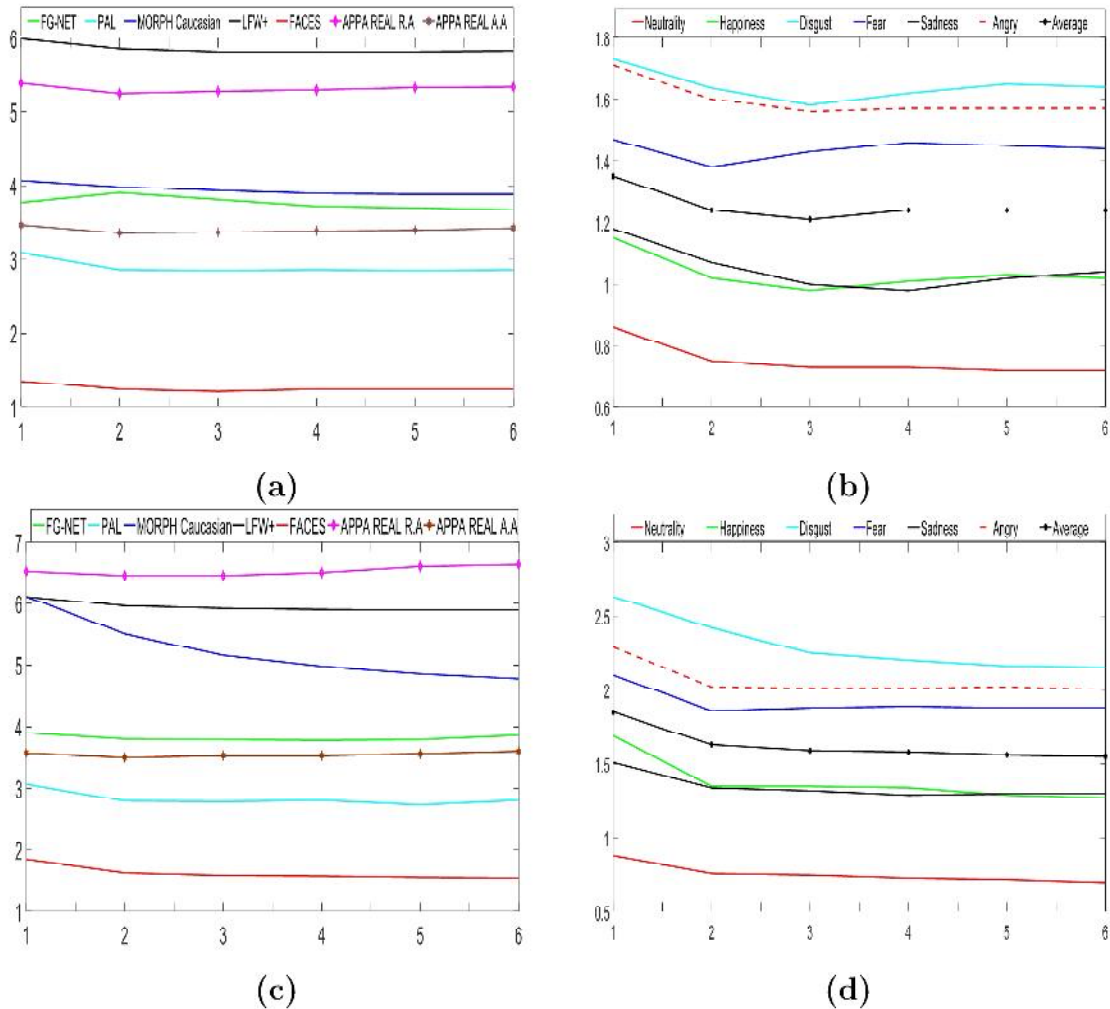 FG-NET PAL MORPH Caucasian LFW+ FACES APPA REAL R.A APPA REAL A.A
6
5
4
3
2
1
1 2 3 4 5 6
(a)
Neutrality Happiness Disgust Fear Sadness Angry Average
1.8
1.6
1.4
1.2
1
0.8
0.6
1 2 3 4 5 6
(b)
FG-NET PAL MORPH Caucasian LFW+ FACES APPA REAL R.A APPA REAL A.A
7
6
5
4
3
2
1
1 2 3 4 5 6
(c)
Neutrality Happiness Disgust Fear Sadness Angry Average
3
2.5
2
1.5
1
0.5
1 2 3 4 5 6
(d)